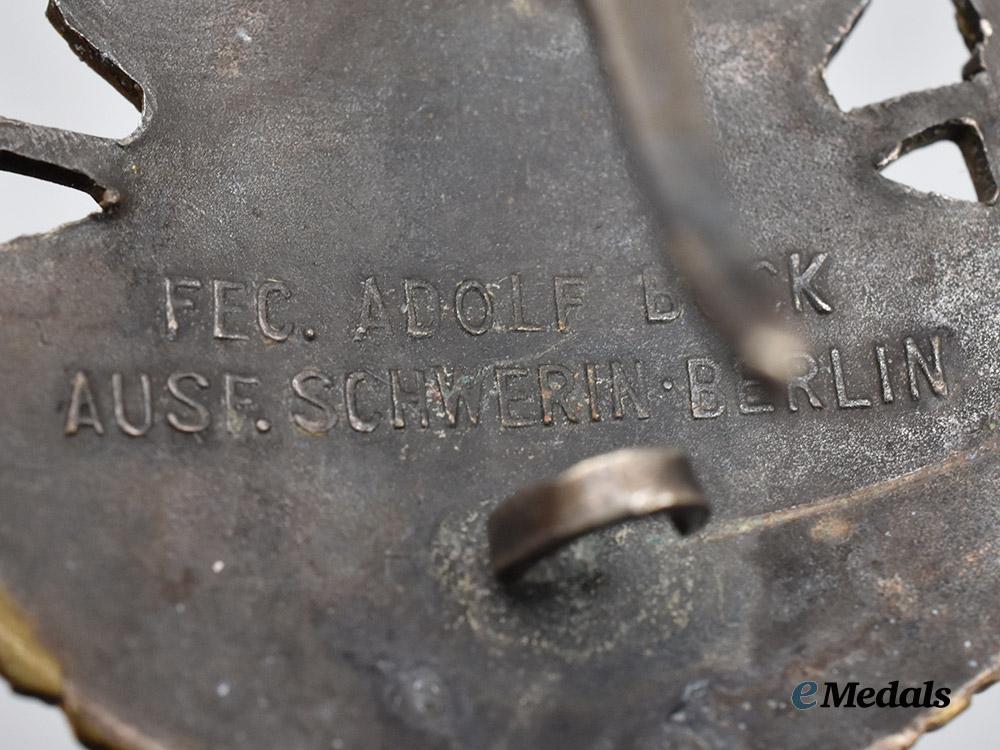 FEC. ADOLF
AUSF. SCHWERIN · BERLIN
eMedals